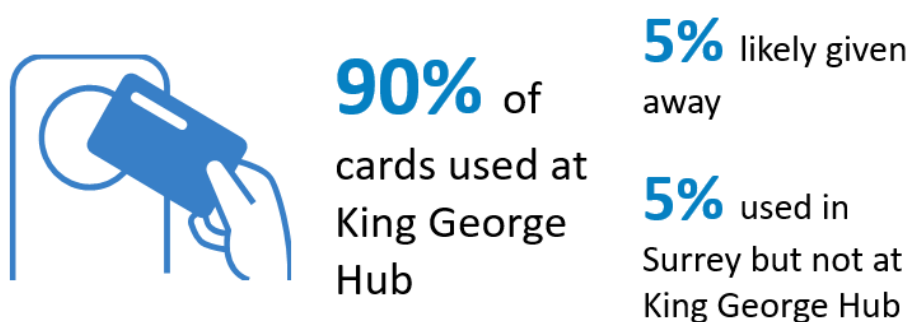 90% of
cards used at
King George
Hub
5% likely given
away
5% used in
Surrey but not at
King George Hub